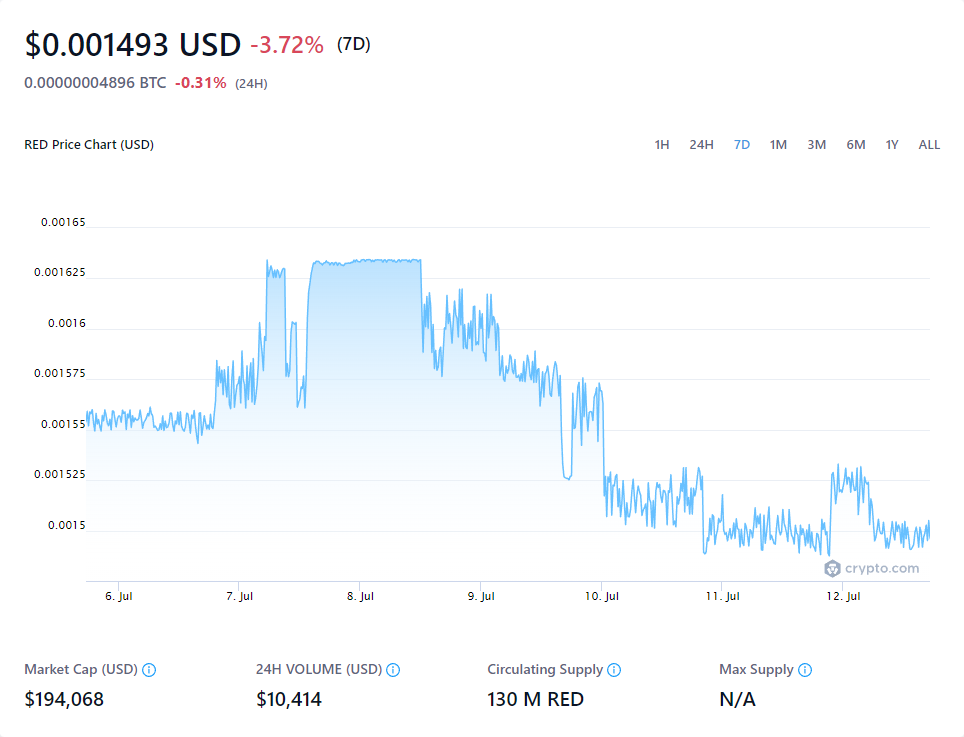 $0.001493 USD -3.72% (7D)
0.00000004896 BTC -0.31% (24H)
RED Price Chart (USD) 1H 24H 7D 1M 3M 6M 1Y ALL
0.00165
0.001625
0.0016
0.001575
0.00155
0.001525
0.0015
crypto.com
6. Jul 7. Jul 8. Jul 9. Jul 10. Jul 11. Jul 12. Jul
Market Cap (USD) 24H VOLUME (USD) Circulating Supply Max Supply
$194,068 $10,414 130 M RED N/A